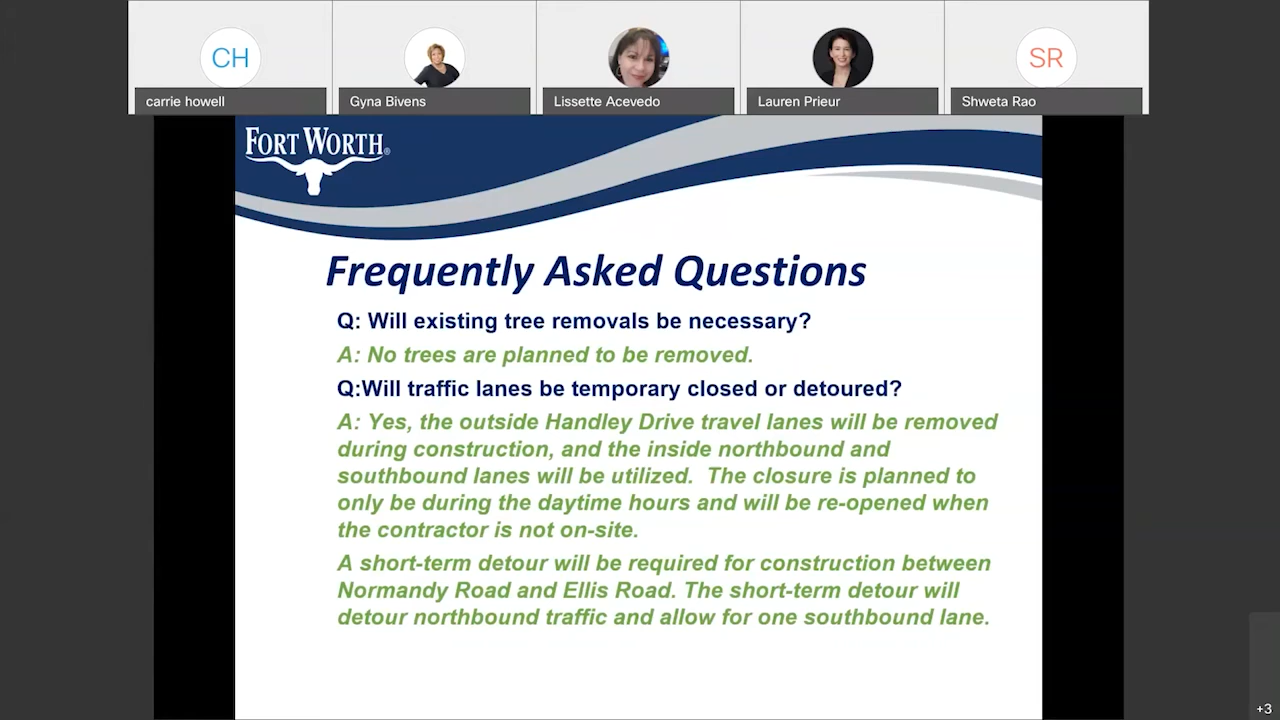 CH
SR
carrie howell
Gyna Bivens
Lissette Acevedo
Lauren Prieur
Shweta Rao
FORT WORTH®
Frequently Asked Questions
Q: Will existing tree removals be necessary?
A: No trees are planned to be removed.
Q:Will traffic lanes be temporary closed or detoured?
A: Yes, the outside Handley Drive travel lanes will be removed
during construction, and the inside northbound and
southbound lanes will be utilized.  The closure is planned to
only be during the daytime hours and will be re-opened when
the contractor is not on-site.
A short-term detour will be required for construction between
Normandy Road and Ellis Road. The short-term detour will
detour northbound traffic and allow for one southbound lane.
+3